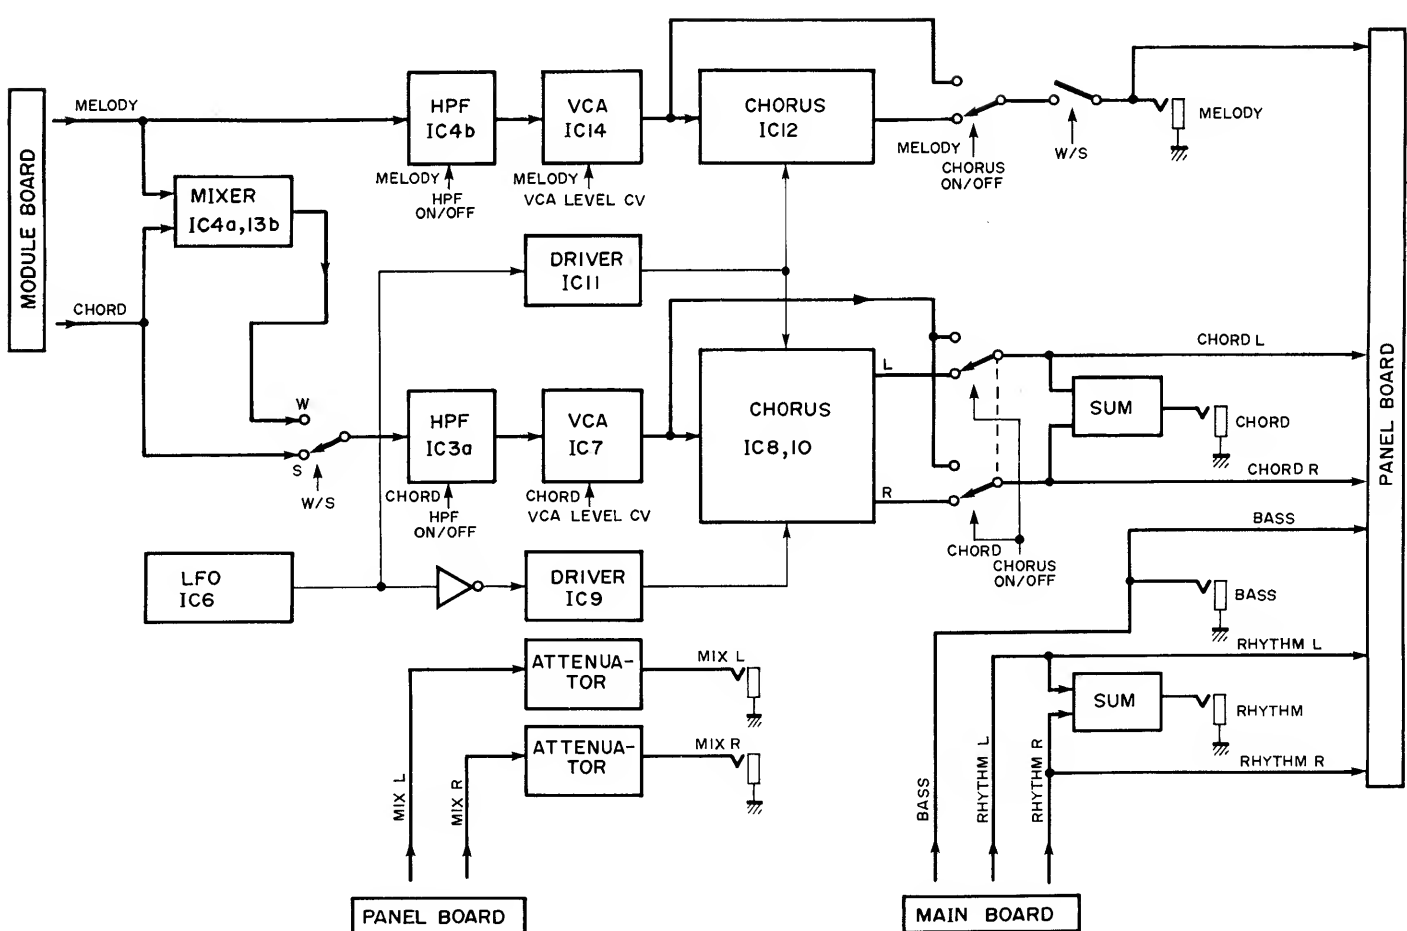 MODULE BOARD
MELODY
HPF
IC4b
MELODY
HPF
ON/OFF
VCA
IC14
MELODY
VCA LEVEL CV
CHORUS
IC12
MELODY
CHORUS
ON/OFF
W/S
MELODY
MIXER
IC4a,13b
CHORD
DRIVER
IC11
W
S
W/S
HPF
IC3a
CHORD
HPF
ON/OFF
VCA
IC7
CHORD
VCA LEVEL CV
CHORUS
IC8,10
L
R
CHORD
CHORUS
ON/OFF
CHORD L
SUM
CHORD
CHORD R
PANEL BOARD
LFO
IC6
DRIVER
IC9
BASS
BASS
RHYTHM L
SUM
RHYTHM
RHYTHM R
ATTENUA-
TOR
MIX L
ATTENUA-
TOR
MIX R
MIX L
MIX R
PANEL BOARD
BASS
RHYTHM L
RHYTHM R
MAIN BOARD